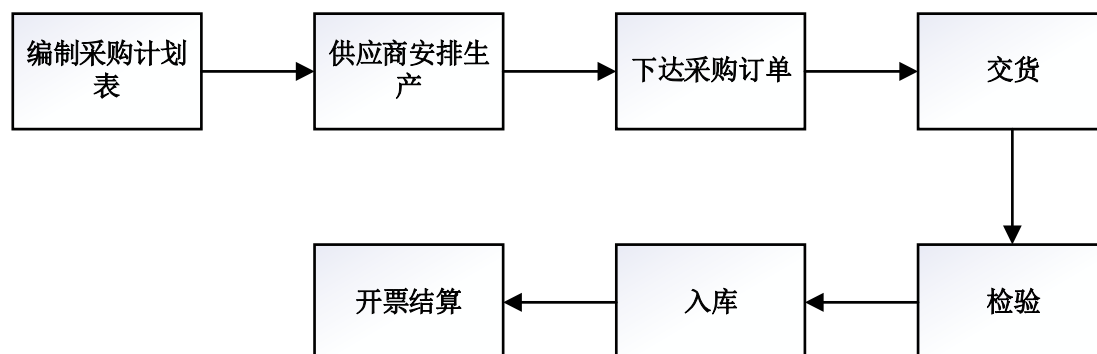 编制采购计划
表
供应商安排生
产
下达采购订单
交货
检验
入库
开票结算